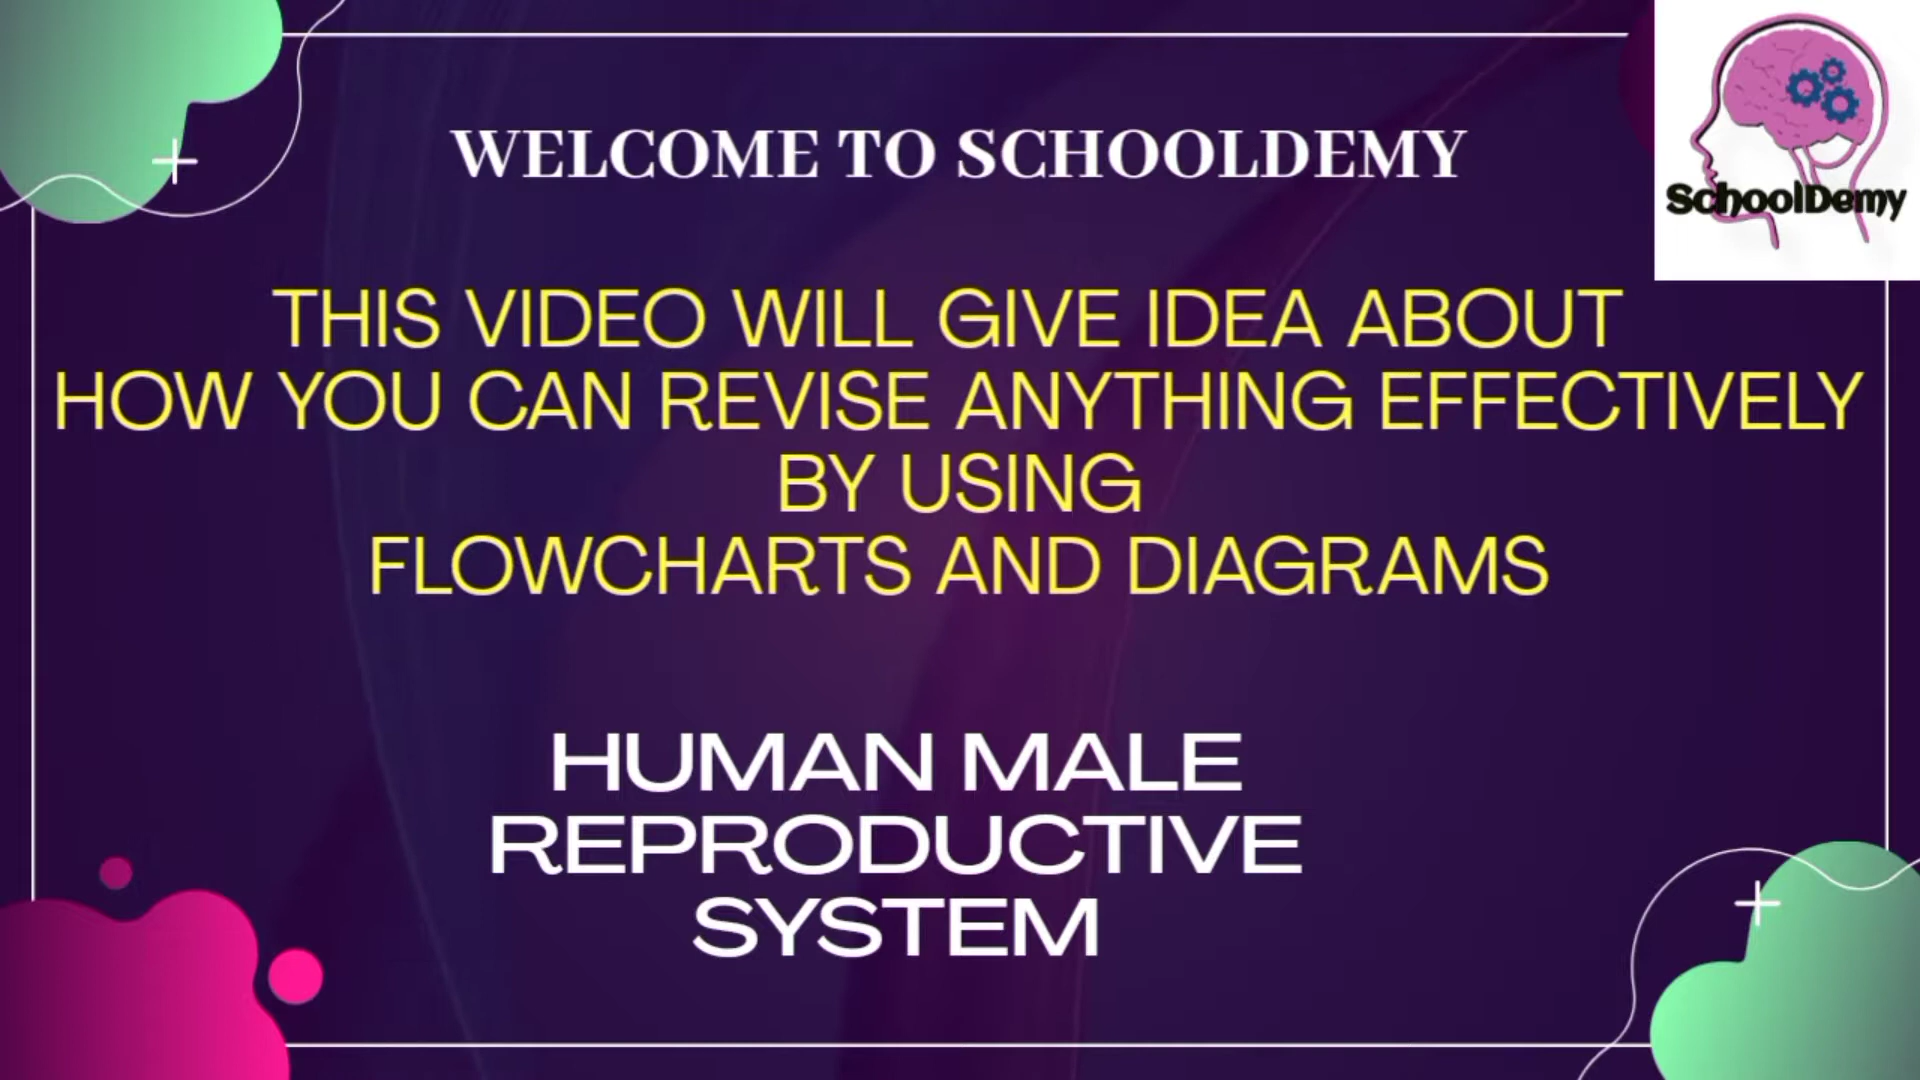 WELCOME TO SCHOOLDEMY
SchoolDemy
THIS VIDEO WILL GIVE IDEA ABOUT
HOW YOU CAN REVISE ANYTHING EFFECTIVELY
BY USING
FLOWCHARTS AND DIAGRAMS
HUMAN MALE
REPRODUCTIVE
SYSTEM